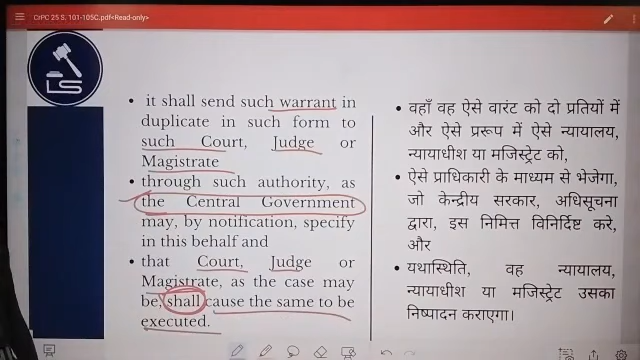 CrPC 25 S. 101-105C.pdf<Read-only>
LS
• it shall send such warrant in
duplicate in such form to
such Court, Judge or
Magistrate
• through such authority, as
the Central Government
may, by notification, specify
in this behalf and
• that Court, Judge or
Magistrate, as the case may
be, shall cause the same to be
executed.
• वहाँ वह ऐसे वारंट को दो प्रतियों में
और ऐसे प्ररूप में ऐसे न्यायालय,
न्यायाधीश या मजिस्ट्रेट को,
• ऐसे प्राधिकारी के माध्यम से भेजेगा,
जो केन्द्रीय सरकार, अधिसूचना
द्वारा, इस निमित्त विनिर्दिष्ट करे,
और
• यथास्थिति, वह न्यायालय,
न्यायाधीश या मजिस्ट्रेट उसका
निष्पादन कराएगा।